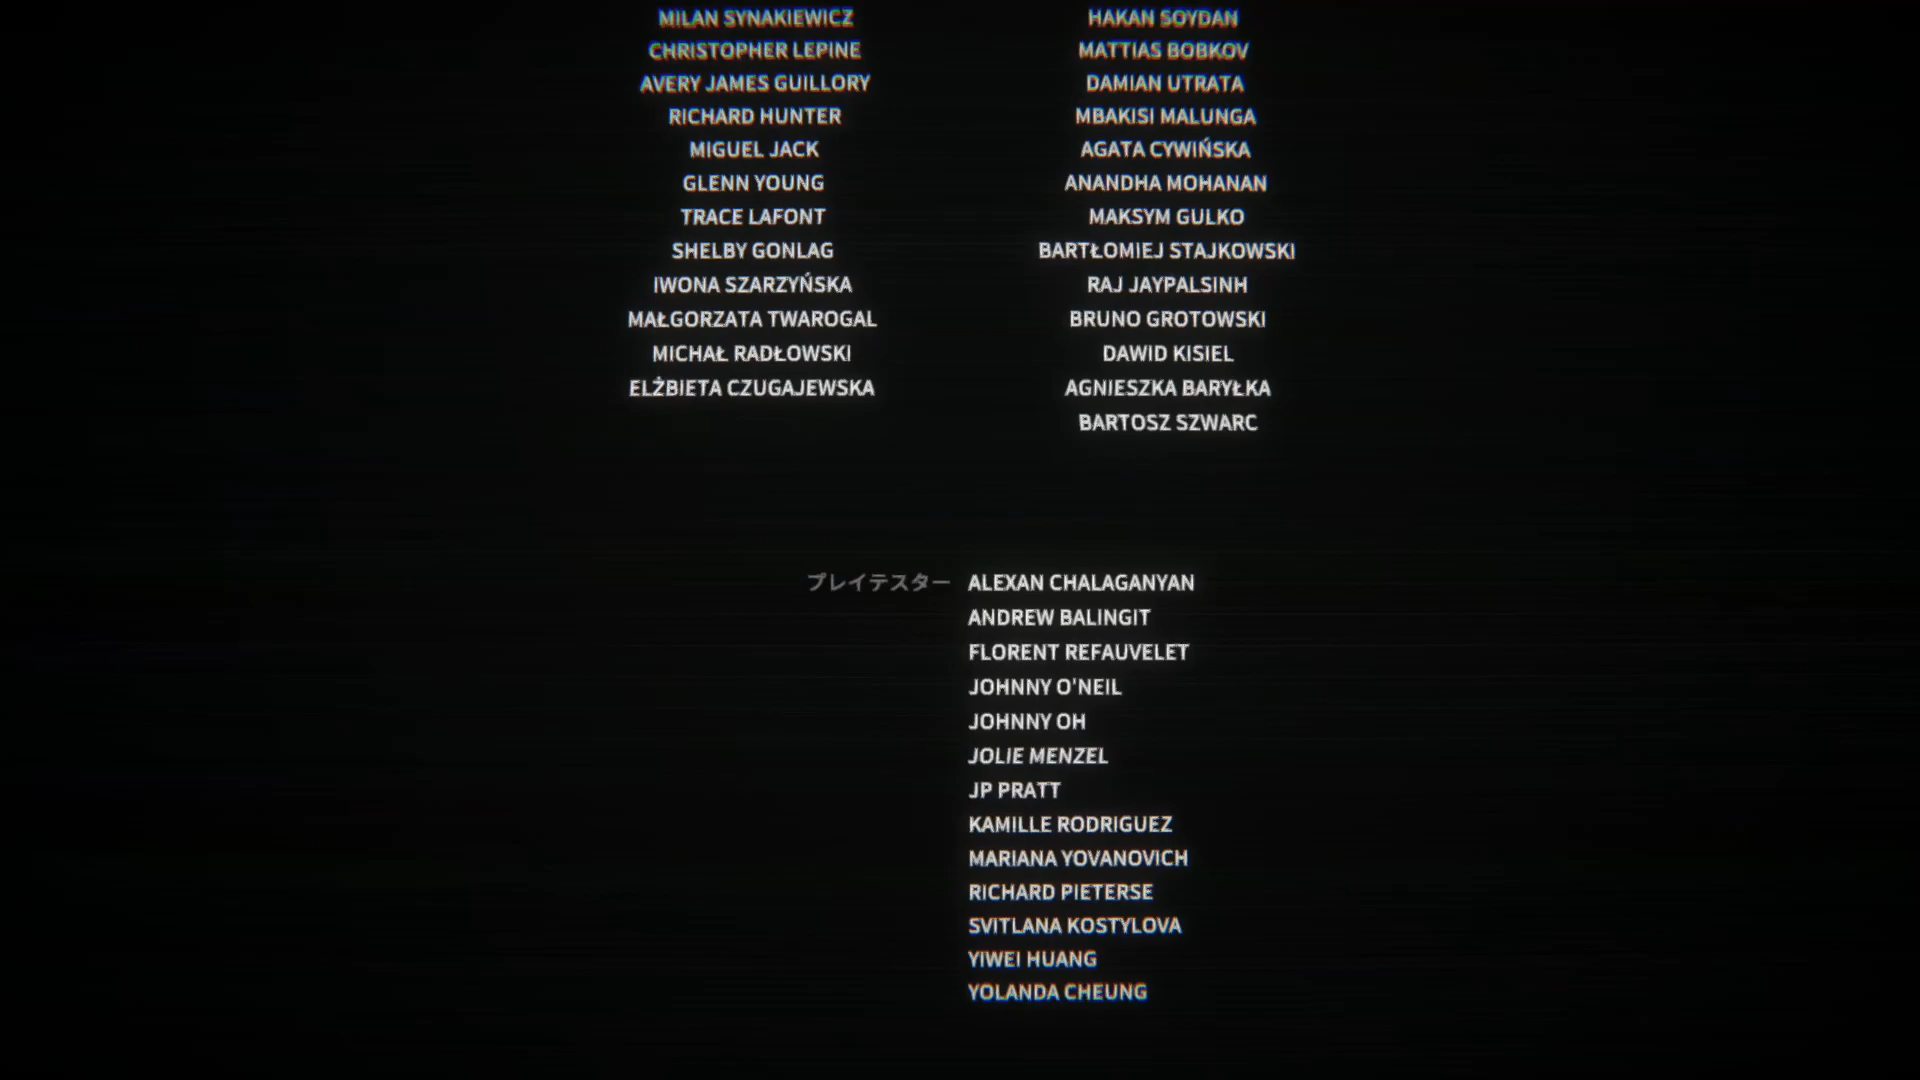 MILAN SYNAKIEWICZ
CHRISTOPHER LEPINE
AVERY JAMES GUILLORY
RICHARD HUNTER
MIGUEL JACK
GLENN YOUNG
TRACE LAFONT
SHELBY GONLAG
IWONA SZARZYŃSKA
MAŁGORZATA TWAROGAL
MICHAŁ RADŁOWSKI
ELŻBIETA CZUGAJEWSKA
HAKAN SOYDAN
MATTIAS BOBKOV
DAMIAN UTRATA
MBAKISI MALUNGA
AGATA CYWIŃSKA
ANANDHA MOHANAN
MAKSYM GULKO
BARTŁOMIEJ STAJKOWSKI
RAJ JAYPALSINH
BRUNO GROTOWSKI
DAWID KISIEL
AGNIESZKA BARYŁKA
BARTOSZ SZWARC
プレイテスター ALEXAN CHALAGANYAN
ANDREW BALINGIT
FLORENT REFAUVELET
JOHNNY O'NEIL
JOHNNY OH
JOLIE MENZEL
JP PRATT
KAMILLE RODRIGUEZ
MARIANA YOVANOVICH
RICHARD PIETERSE
SVITLANA KOSTYLOVA
YIWEI HUANG
YOLANDA CHEUNG